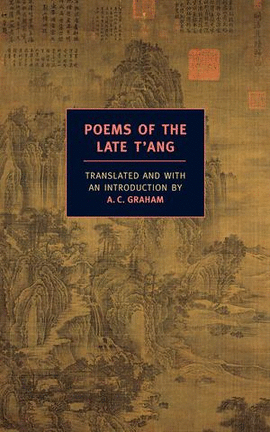 POEMS OF THE
LATE T'ANG
TRANSLATED AND WITH
AN INTRODUCTION BY
A. C. GRAHAM